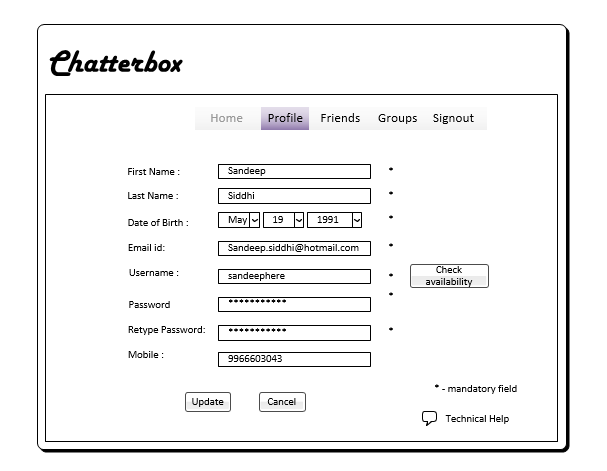 Chatterbox
Home Profile Friends Groups Signout
First Name : Sandeep *
Last Name : Siddhi *
Date of Birth : May 19 1991 *
Email id: Sandeep.siddhi@hotmail.com *
Username : sandeephere * Check availability
Password *********** *
Retype Password: *********** *
Mobile : 9966603043
* - mandatory field
Update Cancel
Technical Help